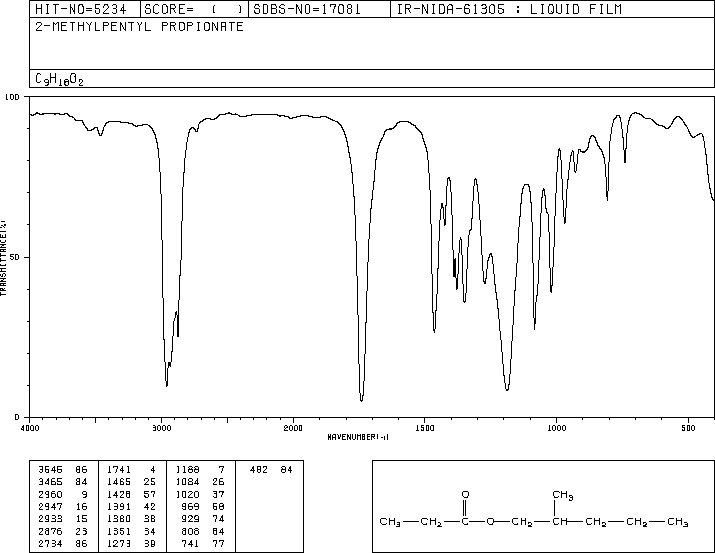 HIT-NO=5234 SCORE= ( ) SDBS-NO=17081 IR-NIDA-61305 : LIQUID FILM
2-METHYLPENTYL PROPIONATE
C9H18O2
100
TRANSMITTANCE(%)
50
0
4000 3000 2000 1500 1000 500
WAVENUMBER(-1)
3545 86 1741 4 1188 7 482 84
3465 84 1465 25 1084 26
2960 9 1428 57 1020 37
2947 16 1391 42 969 60
2933 15 1380 38 929 74
2876 23 1351 34 808 84
2734 86 1273 39 741 77
O CH3
CH3—CH2—C—O—CH2—CH—CH2—CH2—CH3